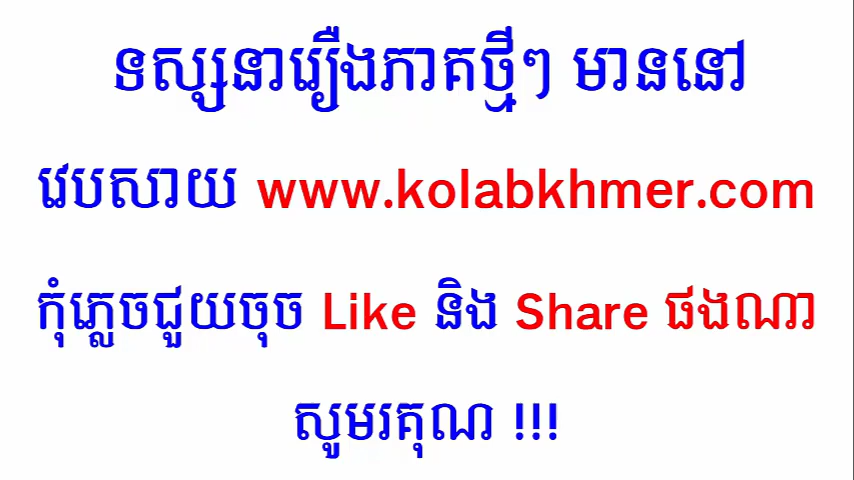 ទស្សនារឿងភាគថ្មីៗ មាននៅ
វេបសាយ www.kolabkhmer.com
កុំភ្លេចជួយចុច Like និង Share ផងណា
សូមរគុណ !!!